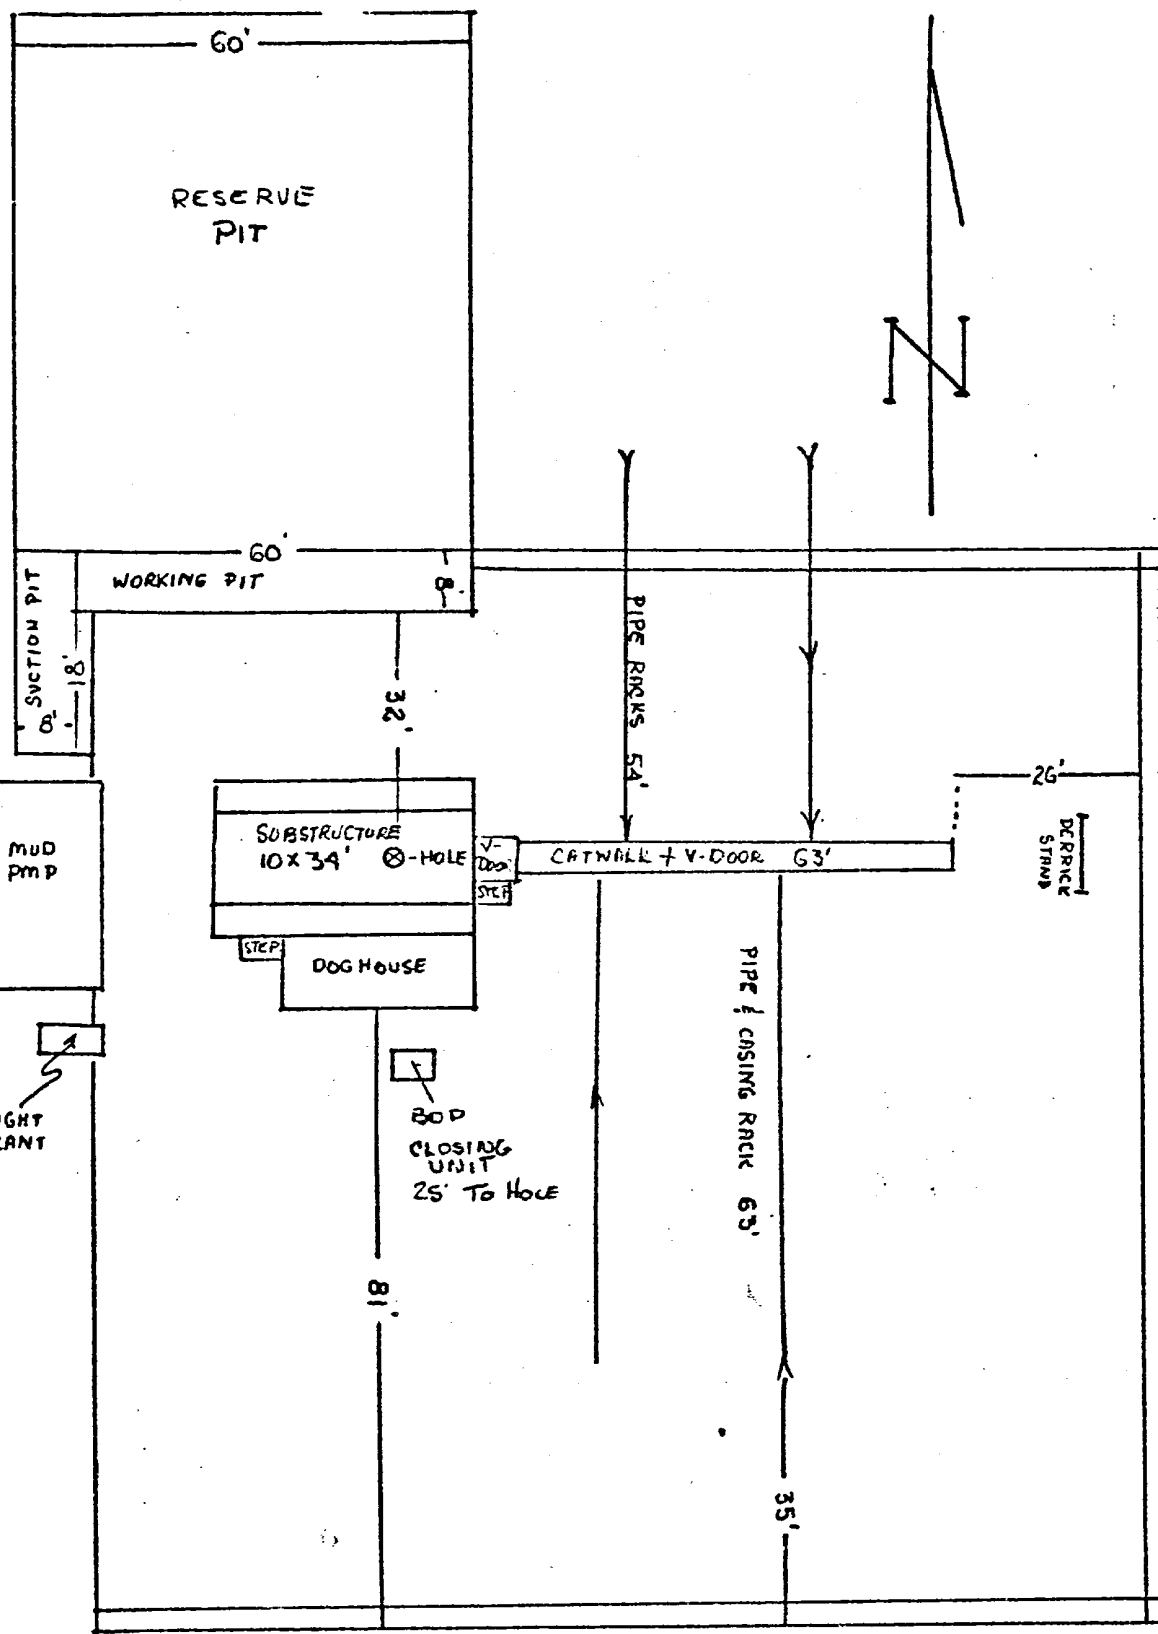 60'
RESERVE
PIT
N
60'
WORKING PIT
8'
SUCTION PIT
18'
8'
32'
PIPE RACKS 54'
26'
DERRICK
STAND
MUD
PMP
SUBSTRUCTURE
10 X 34'
-HOLE
V-
DOOR
STEP
CATWALK + V-DOOR 63'
STEP
DOGHOUSE
PIPE & CASING RACK 63'
BOP
CLOSING
UNIT
25' TO HOLE
81'
35'